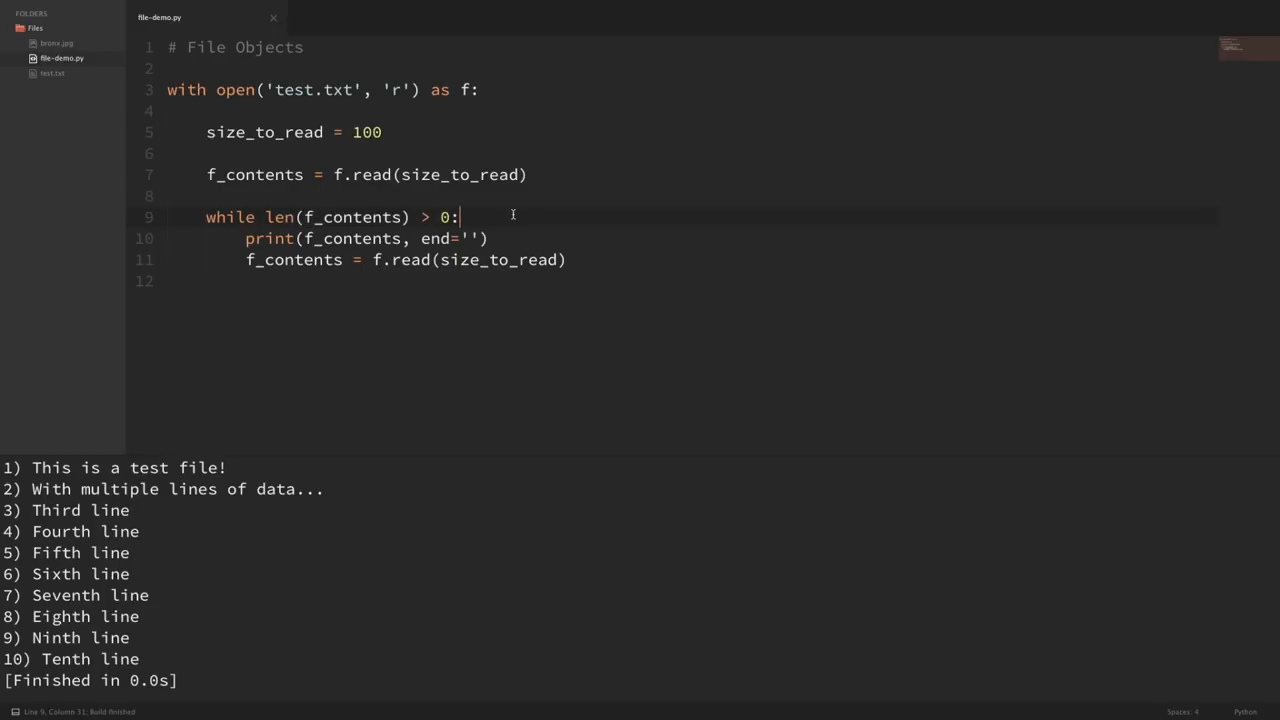 FOLDERS
Files
bronx.jpg
file-demo.py
test.txt
file-demo.py
1 # File Objects
2
3 with open('test.txt', 'r') as f:
4
5     size_to_read = 100
6
7     f_contents = f.read(size_to_read)
8
9     while len(f_contents) > 0:
10         print(f_contents, end='')
11         f_contents = f.read(size_to_read)
12
1) This is a test file!
2) With multiple lines of data...
3) Third line
4) Fourth line
5) Fifth line
6) Sixth line
7) Seventh line
8) Eighth line
9) Ninth line
10) Tenth line
[Finished in 0.0s]
Line 9, Column 31; Build finished
Spaces: 4
Python